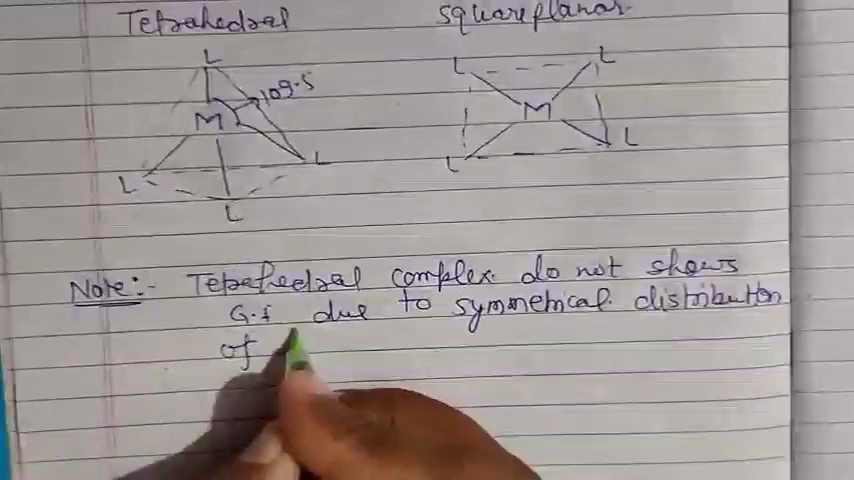 Tetrahedral
squareplanar.
L
109.5
M
L
L
L
L
L
M
L
L
Note:- Tetrahedral complex do not shows
G.I due to symmetrical distribution
of